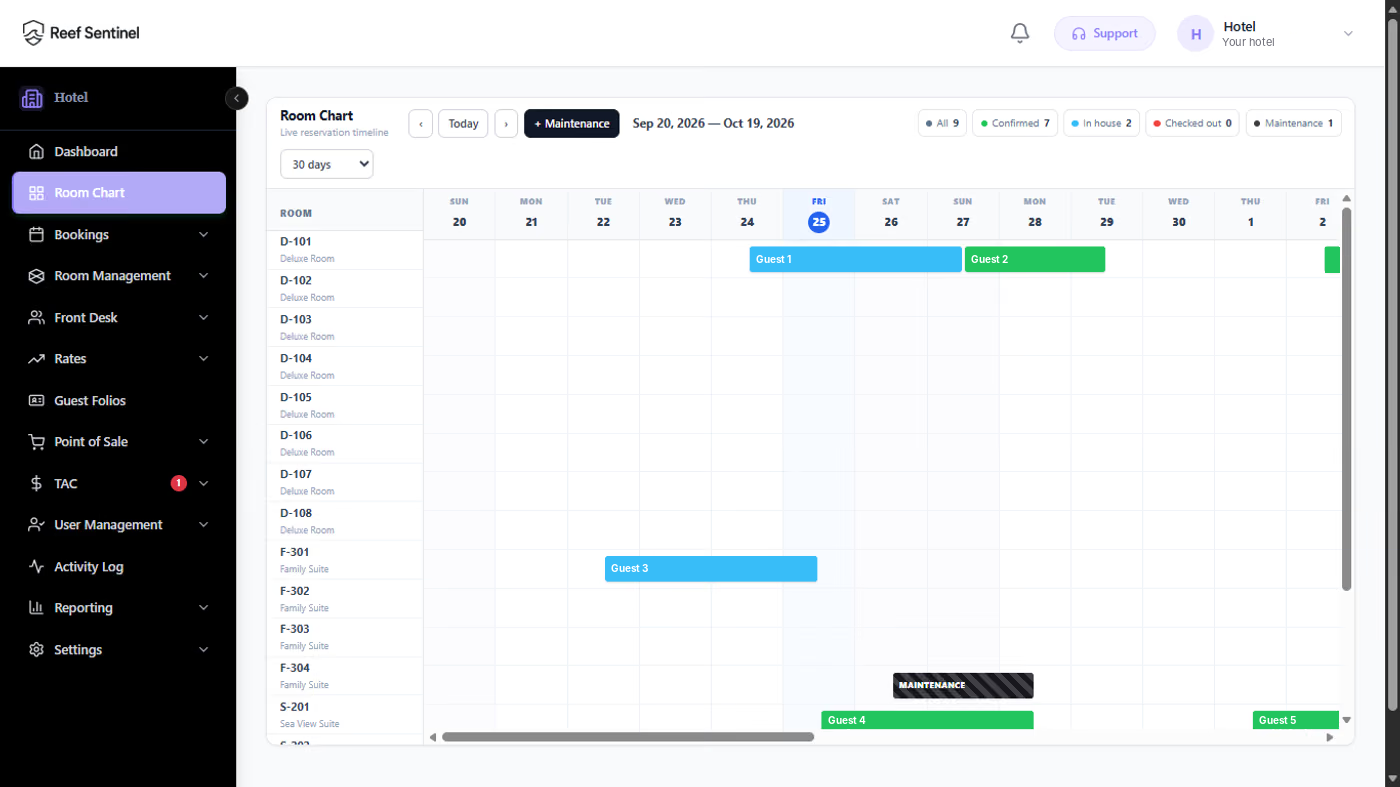 Reef Sentinel
Support
H
Hotel
Your hotel
Hotel
Dashboard
Room Chart
Bookings
Room Management
Front Desk
Rates
Guest Folios
Point of Sale
TAC 1
User Management
Activity Log
Reporting
Settings
Room Chart
Live reservation timeline
‹ Today › + Maintenance Sep 20, 2026 — Oct 19, 2026
All 9 Confirmed 7 In house 2 Checked out 0 Maintenance 1
30 days
ROOM
SUN MON TUE WED THU FRI SAT SUN MON TUE WED THU FRI
20 21 22 23 24 25 26 27 28 29 30 1 2
D-101
Deluxe Room
Guest 1 Guest 2
D-102
Deluxe Room
D-103
Deluxe Room
D-104
Deluxe Room
D-105
Deluxe Room
D-106
Deluxe Room
D-107
Deluxe Room
D-108
Deluxe Room
F-301
Family Suite
Guest 3
F-302
Family Suite
F-303
Family Suite
F-304
Family Suite
MAINTENANCE
S-201
Sea View Suite
Guest 4 Guest 5